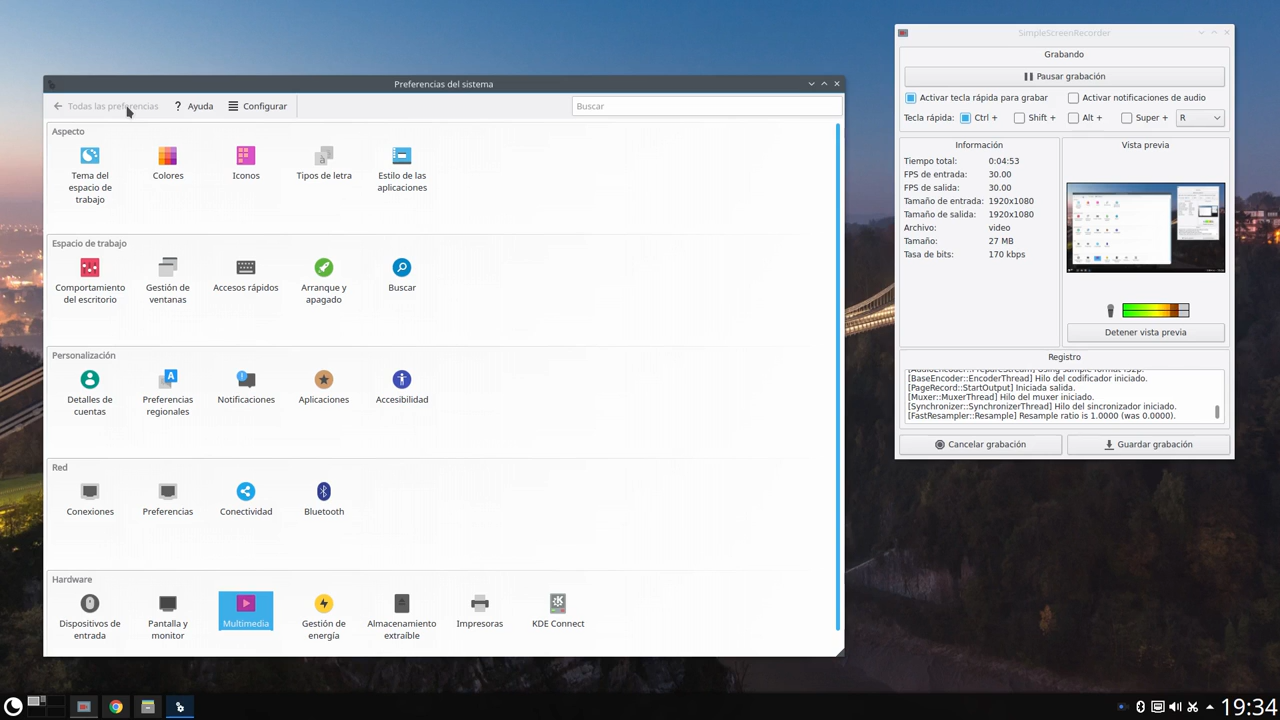 SimpleScreenRecorder
Grabando
Pausar grabación
Activar tecla rápida para grabar
Activar notificaciones de audio
Tecla rápida:
Ctrl +
Shift +
Alt +
Super +
R
Información
Tiempo total: 0:04:53
FPS de entrada: 30.00
FPS de salida: 30.00
Tamaño de entrada: 1920x1080
Tamaño de salida: 1920x1080
Archivo: video
Tamaño: 27 MB
Tasa de bits: 170 kbps
Vista previa
Detener vista previa
Registro
[BaseEncoder::EncoderThread] Hilo del codificador iniciado.
[PageRecord::StartOutput] Iniciada salida.
[Muxer::MuxerThread] Hilo del muxer iniciado.
[Synchronizer::SynchronizerThread] Hilo del sincronizador iniciado.
[FastResampler::Resample] Resample ratio is 1.0000 (was 0.0000).
Cancelar grabación
Guardar grabación
Preferencias del sistema
Todas las preferencias
Ayuda
Configurar
Buscar
Aspecto
Tema del
espacio de
trabajo
Colores
Iconos
Tipos de letra
Estilo de las
aplicaciones
Espacio de trabajo
Comportamiento
del escritorio
Gestión de
ventanas
Accesos rápidos
Arranque y
apagado
Buscar
Personalización
Detalles de
cuentas
Preferencias
regionales
Notificaciones
Aplicaciones
Accesibilidad
Red
Conexiones
Preferencias
Conectividad
Bluetooth
Hardware
Dispositivos de
entrada
Pantalla y
monitor
Multimedia
Gestión de
energía
Almacenamiento
extraíble
Impresoras
KDE Connect
19:34